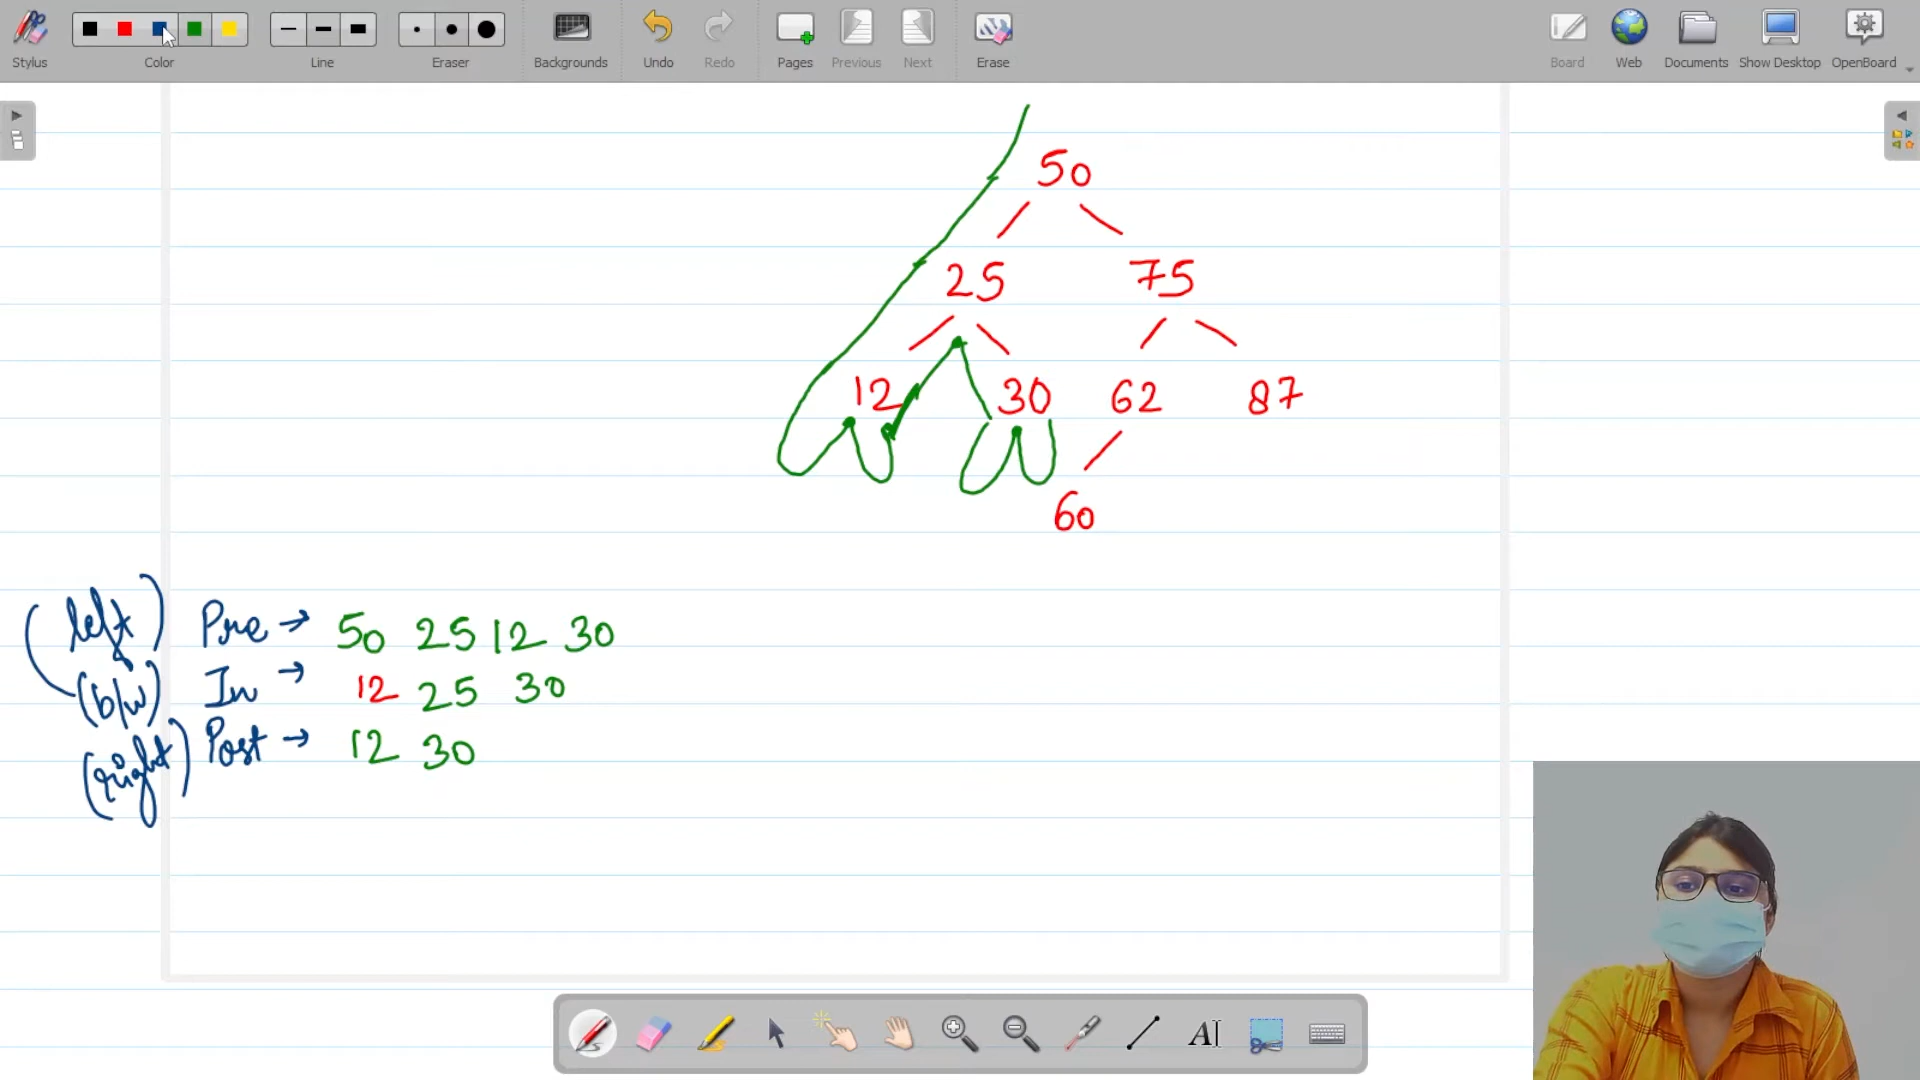 Stylus Color Line Eraser Backgrounds Undo Redo Pages Previous Next Erase Board Web Documents Show Desktop OpenBoard
50
25 75
12 30 62 87
60
(left) Pre → 50 25 12 30
(b/w) In → 12 25 30
(right) Post → 12 30
A